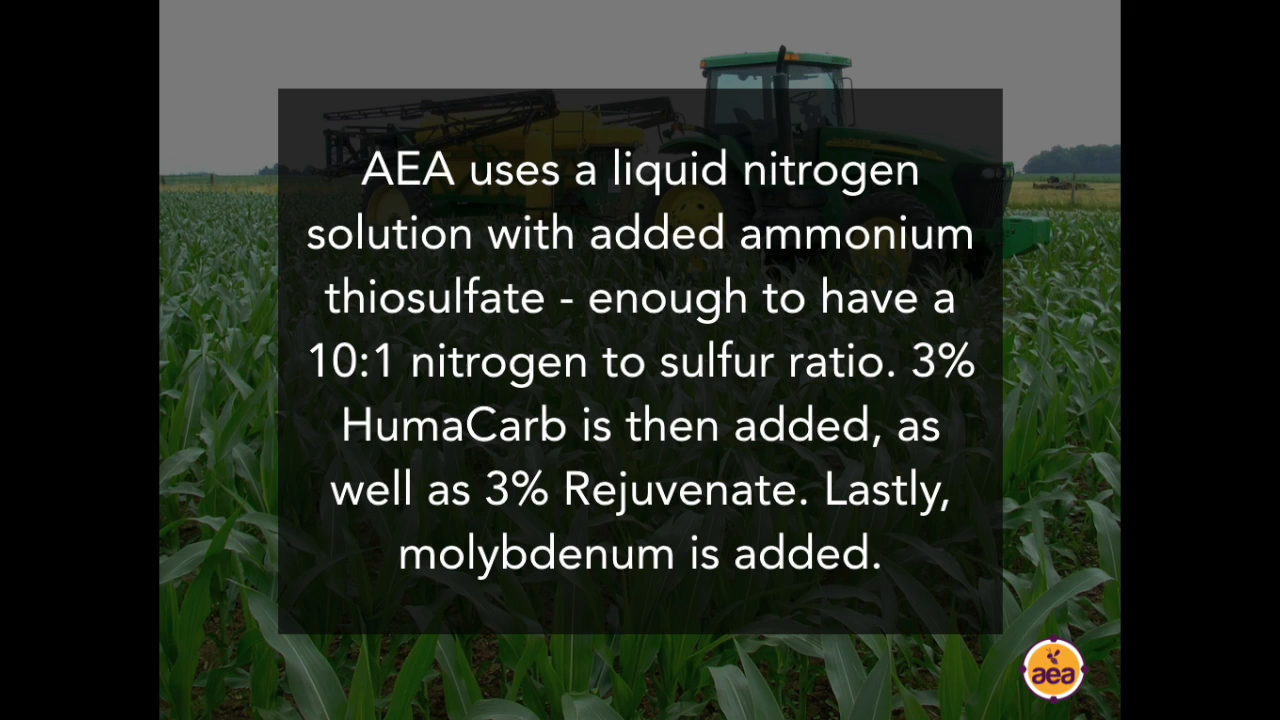 AEA uses a liquid nitrogen
solution with added ammonium
thiosulfate - enough to have a
10:1 nitrogen to sulfur ratio. 3%
HumaCarb is then added, as
well as 3% Rejuvenate. Lastly,
molybdenum is added.
aea